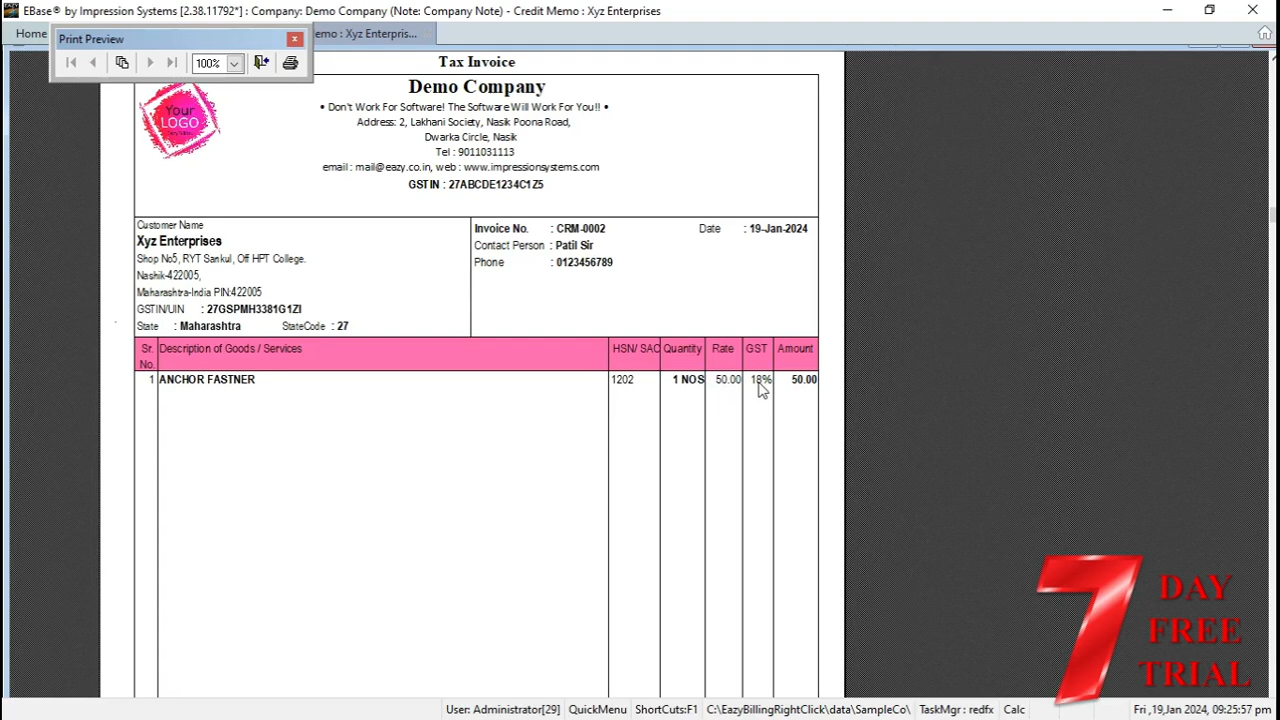 EBase® by Impression Systems [2.38.11792*] : Company: Demo Company (Note: Company Note) - Credit Memo : Xyz Enterprises
Home
emo : Xyz Enterpris...
Print Preview
100%
Tax Invoice
Your
LOGO
Demo Company
• Don't Work For Software! The Software Will Work For You!! •
Address: 2, Lakhani Society, Nasik Poona Road,
Dwarka Circle, Nasik
Tel : 9011031113
email : mail@eazy.co.in, web : www.impressionsystems.com
GSTIN : 27ABCDE1234C1Z5
Customer Name
Xyz Enterprises
Shop No5, RYT Sankul, Off HPT College.
Nashik-422005,
Maharashtra-India PIN:422005
GSTIN/UIN : 27GSPMH3381G1ZI
State : Maharashtra StateCode : 27
Invoice No. : CRM-0002 Date : 19-Jan-2024
Contact Person : Patil Sir
Phone : 0123456789
Sr. No. Description of Goods / Services HSN/ SAC Quantity Rate GST Amount
1 ANCHOR FASTNER 1202 1 NOS 50.00 18% 50.00
7 DAY
FREE
TRIAL
User: Administrator[29] QuickMenu ShortCuts:F1 C:\EazyBillingRightClick\data\SampleCo\ TaskMgr : redfx Calc Fri ,19,Jan 2024, 09:25:57 pm